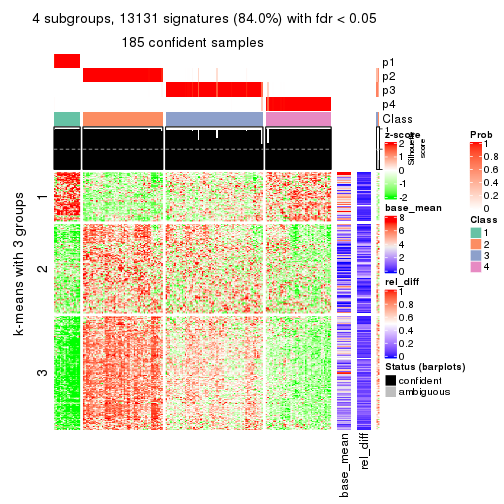 4 subgroups, 13131 signatures (84.0%) with fdr < 0.05
185 confident samples
p1
p2
p3
p4
Class
1
Silhouette
score
k-means with 3 groups
1
2
3
base_mean
rel_diff
z-score
2
1
0
-1
-2
base_mean
8
6
4
2
0
rel_diff
1
0.8
0.6
0.4
0.2
0
Status (barplots)
confident
ambiguous
Prob
1
0.8
0.6
0.4
0.2
0
Class
1
2
3
4